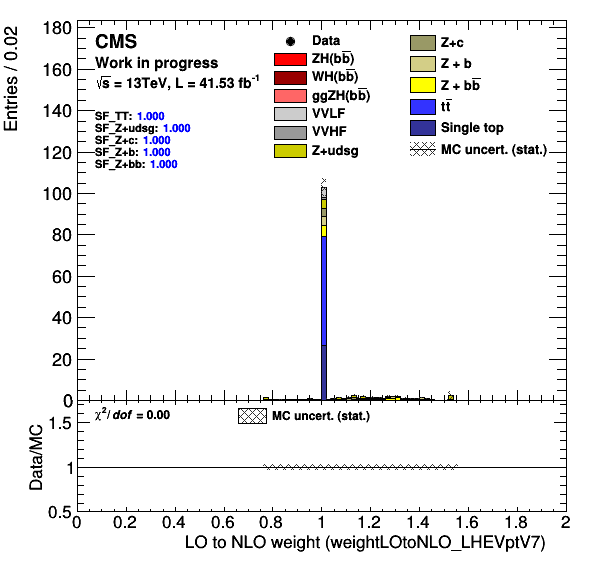 Entries / 0.02
180
160
140
120
100
80
60
40
20
0
CMS
Work in progress
√s = 13TeV, L = 41.53 fb⁻¹
SF_TT: 1.000
SF_Z+udsg: 1.000
SF_Z+c: 1.000
SF_Z+b: 1.000
SF_Z+bb: 1.000
Data
ZH(bb̅)
WH(bb̅)
ggZH(bb̅)
VVLF
VVHF
Z+udsg
Z+c
Z + b
Z + bb̅
tt̅
Single top
MC uncert. (stat.)
Data/MC
1.5
1
0.5
χ²/dof = 0.00
MC uncert. (stat.)
0 0.2 0.4 0.6 0.8 1 1.2 1.4 1.6 1.8 2
LO to NLO weight (weightLOtoNLO_LHEVptV7)